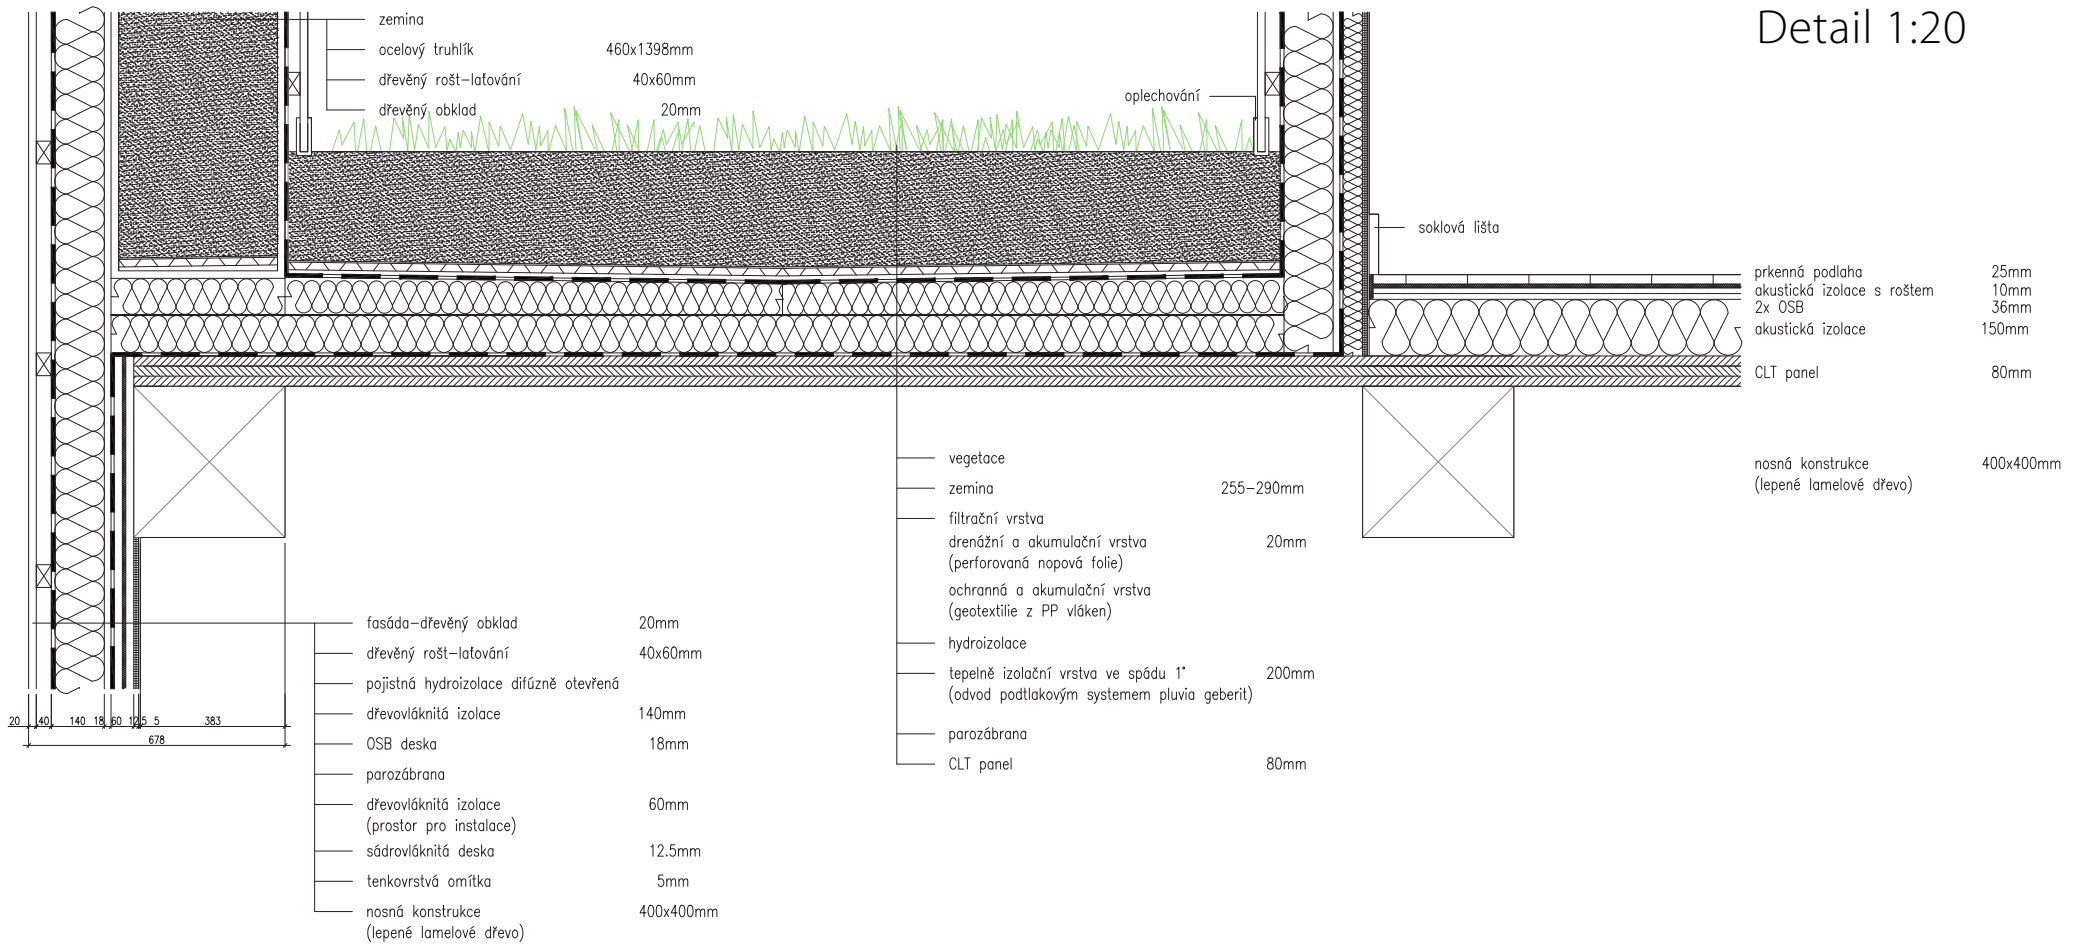 Detail 1:20
zemina
ocelový truhlík 460x1398mm
dřevěný rošt-laťování 40x60mm
dřevěný obklad 20mm
oplechování
soklová lišta
prkenná podlaha 25mm
akustická izolace s roštem 10mm
2x OSB 36mm
akustická izolace 150mm
CLT panel 80mm
nosná konstrukce 400x400mm
(lepené lamelové dřevo)
vegetace
zemina 255-290mm
filtrační vrstva
drenážní a akumulační vrstva 20mm
(perforovaná nopová folie)
ochranná a akumulační vrstva
(geotextilie z PP vláken)
hydroizolace
tepelně izolační vrstva ve spádu 1° 200mm
(odvod podtlakovým systemem pluvia geberit)
parozábrana
CLT panel 80mm
fasáda-dřevěný obklad 20mm
dřevěný rošt-laťování 40x60mm
pojistná hydroizolace difúzně otevřená
dřevovláknitá izolace 140mm
OSB deska 18mm
parozábrana
dřevovláknitá izolace 60mm
(prostor pro instalace)
sádrovláknitá deska 12.5mm
tenkovrstvá omítka 5mm
nosná konstrukce 400x400mm
(lepené lamelové dřevo)
20 40 140 18 60 12.5 5 383
678